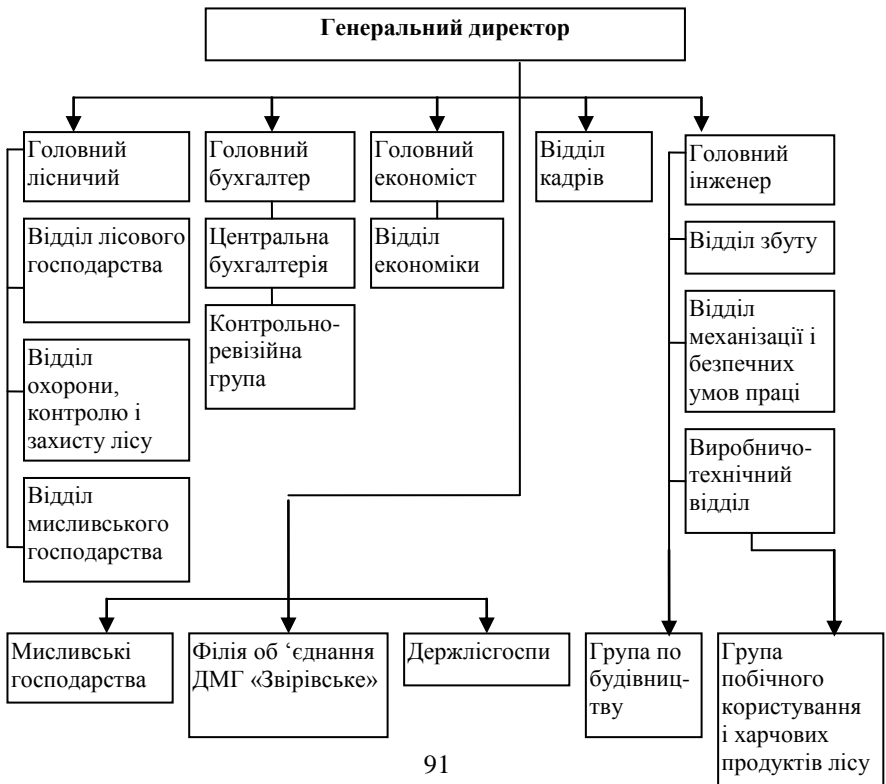 Генеральний директор
Головний
лісничий
Головний
бухгалтер
Головний
економіст
Відділ
кадрів
Головний
інженер
Відділ лісового
господарства
Центральна
бухгалтерія
Відділ
економіки
Відділ збуту
Контрольно-
ревізійна
група
Відділ
механізації і
безпечних
умов праці
Відділ
охорони,
контролю і
захисту лісу
Виробничо-
технічний
відділ
Відділ
мисливського
господарства
Мисливські
господарства
Філія об ‘єднання
ДМГ «Звірівське»
Держлісгоспи
Група по
будівниц-
тву
Група
побічного
користування
і харчових
продуктів лісу
91